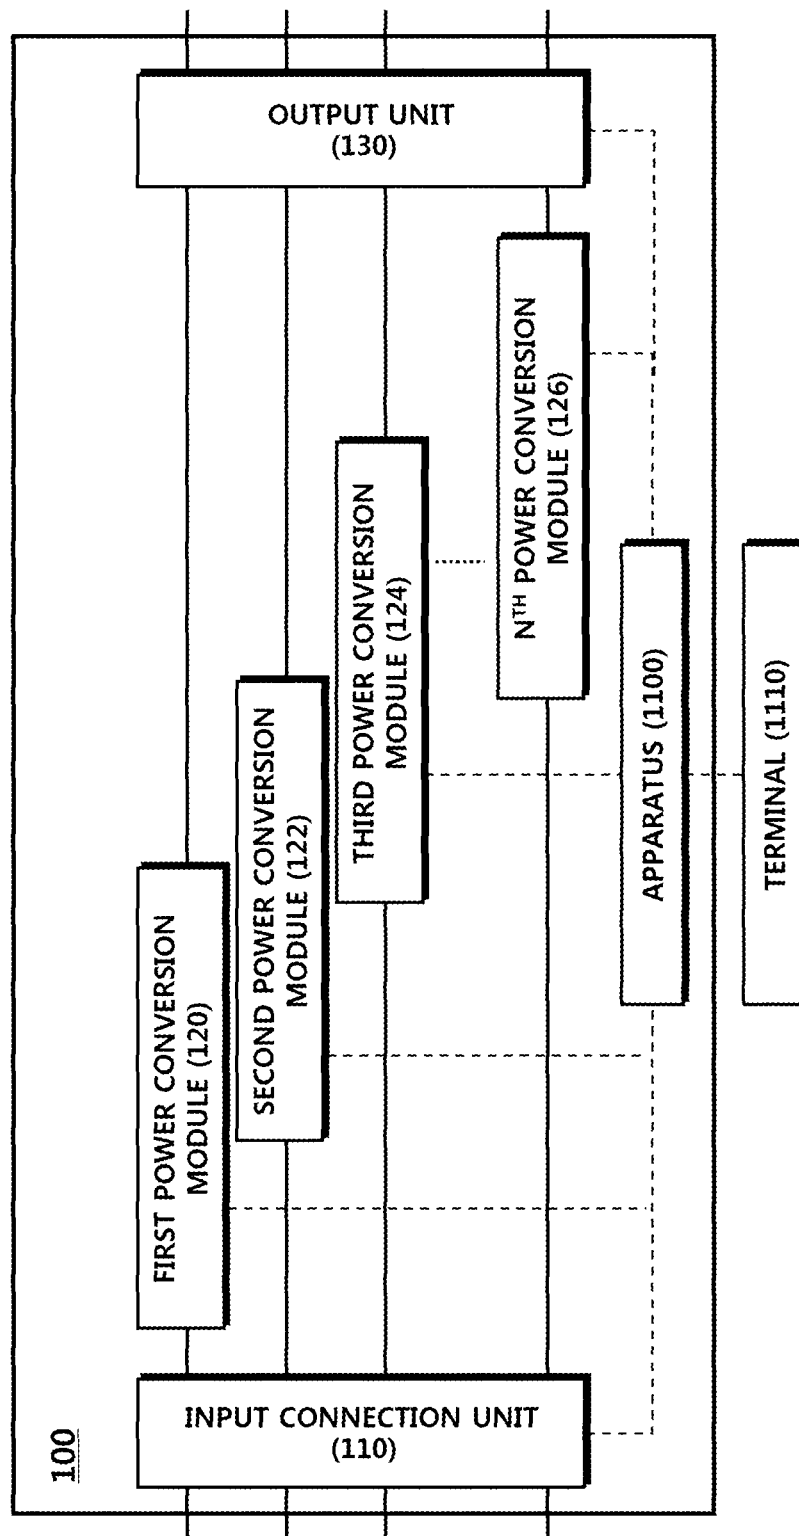 100
OUTPUT UNIT
(130)
FIRST POWER CONVERSION
MODULE (120)
SECOND POWER CONVERSION
MODULE (122)
THIRD POWER CONVERSION
MODULE (124)
NTH POWER CONVERSION
MODULE (126)
APPARATUS (1100)
TERMINAL (1110)
INPUT CONNECTION UNIT
(110)